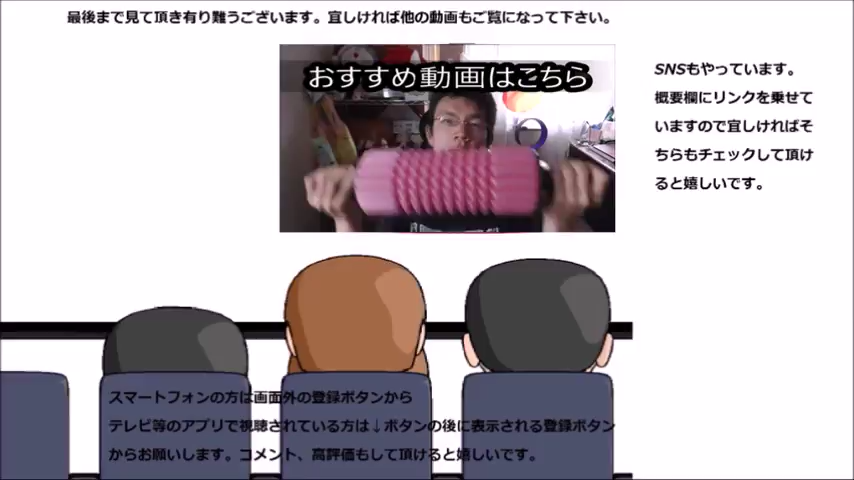 最後まで見て頂き有り難うございます。宜しければ他の動画もご覧になって下さい。
おすすめ動画はこちら
SNSもやっています。
概要欄にリンクを乗せて
いますので宜しければそ
ちらもチェックして頂け
ると嬉しいです。
スマートフォンの方は画面外の登録ボタンから
テレビ等のアプリで視聴されている方は↓ボタンの後に表示される登録ボタン
からお願いします。コメント、高評価もして頂けると嬉しいです。